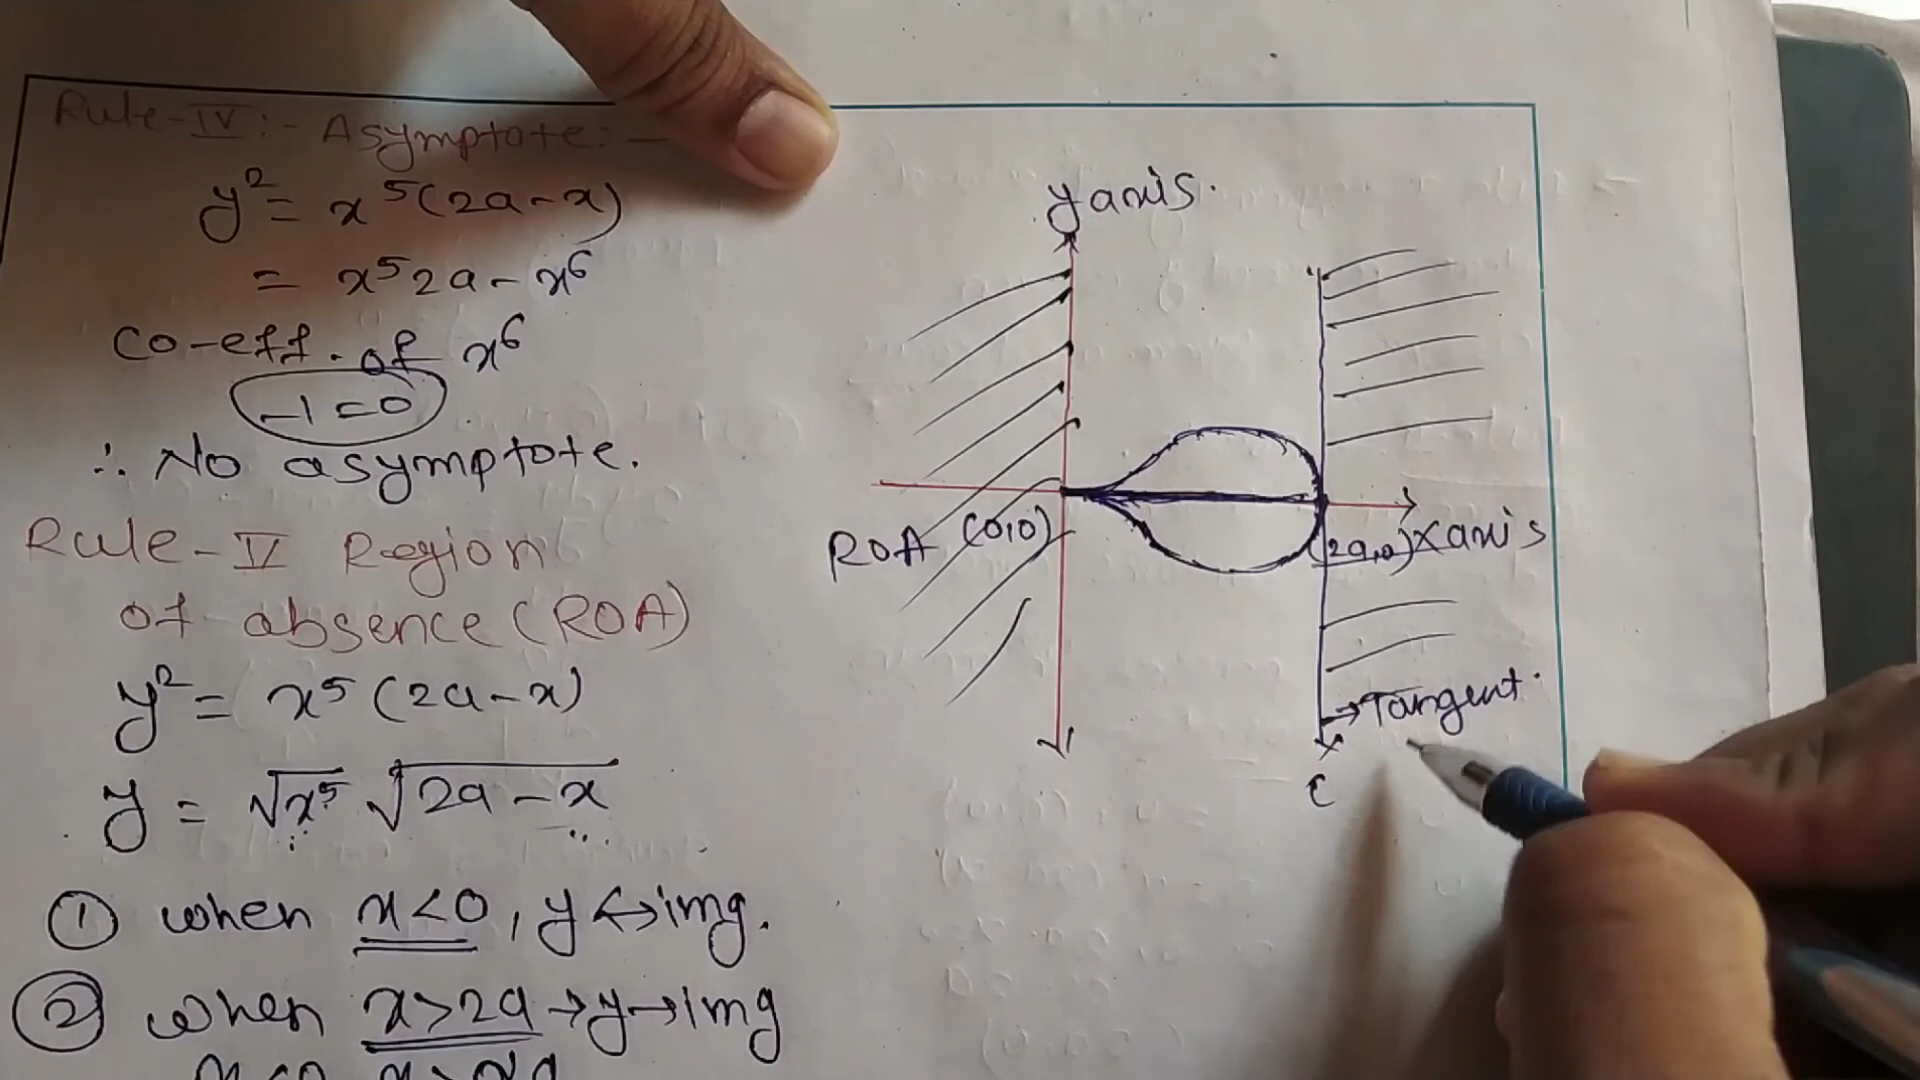 Rule-IV:- Asymptote:-
y² = x⁵(2a-x)
= x⁵2a-x⁶
Co-eff. of x⁶
-1=0
∴ No asymptote.
Rule-V Region
of absence (ROA)
y² = x⁵ (2a-x)
y = √x⁵ √2a-x
① when x<0, y↔img.
② when x>2a→y→img
y axis.
ROA (0,0)
(2a,0) X axis
→Tangent.